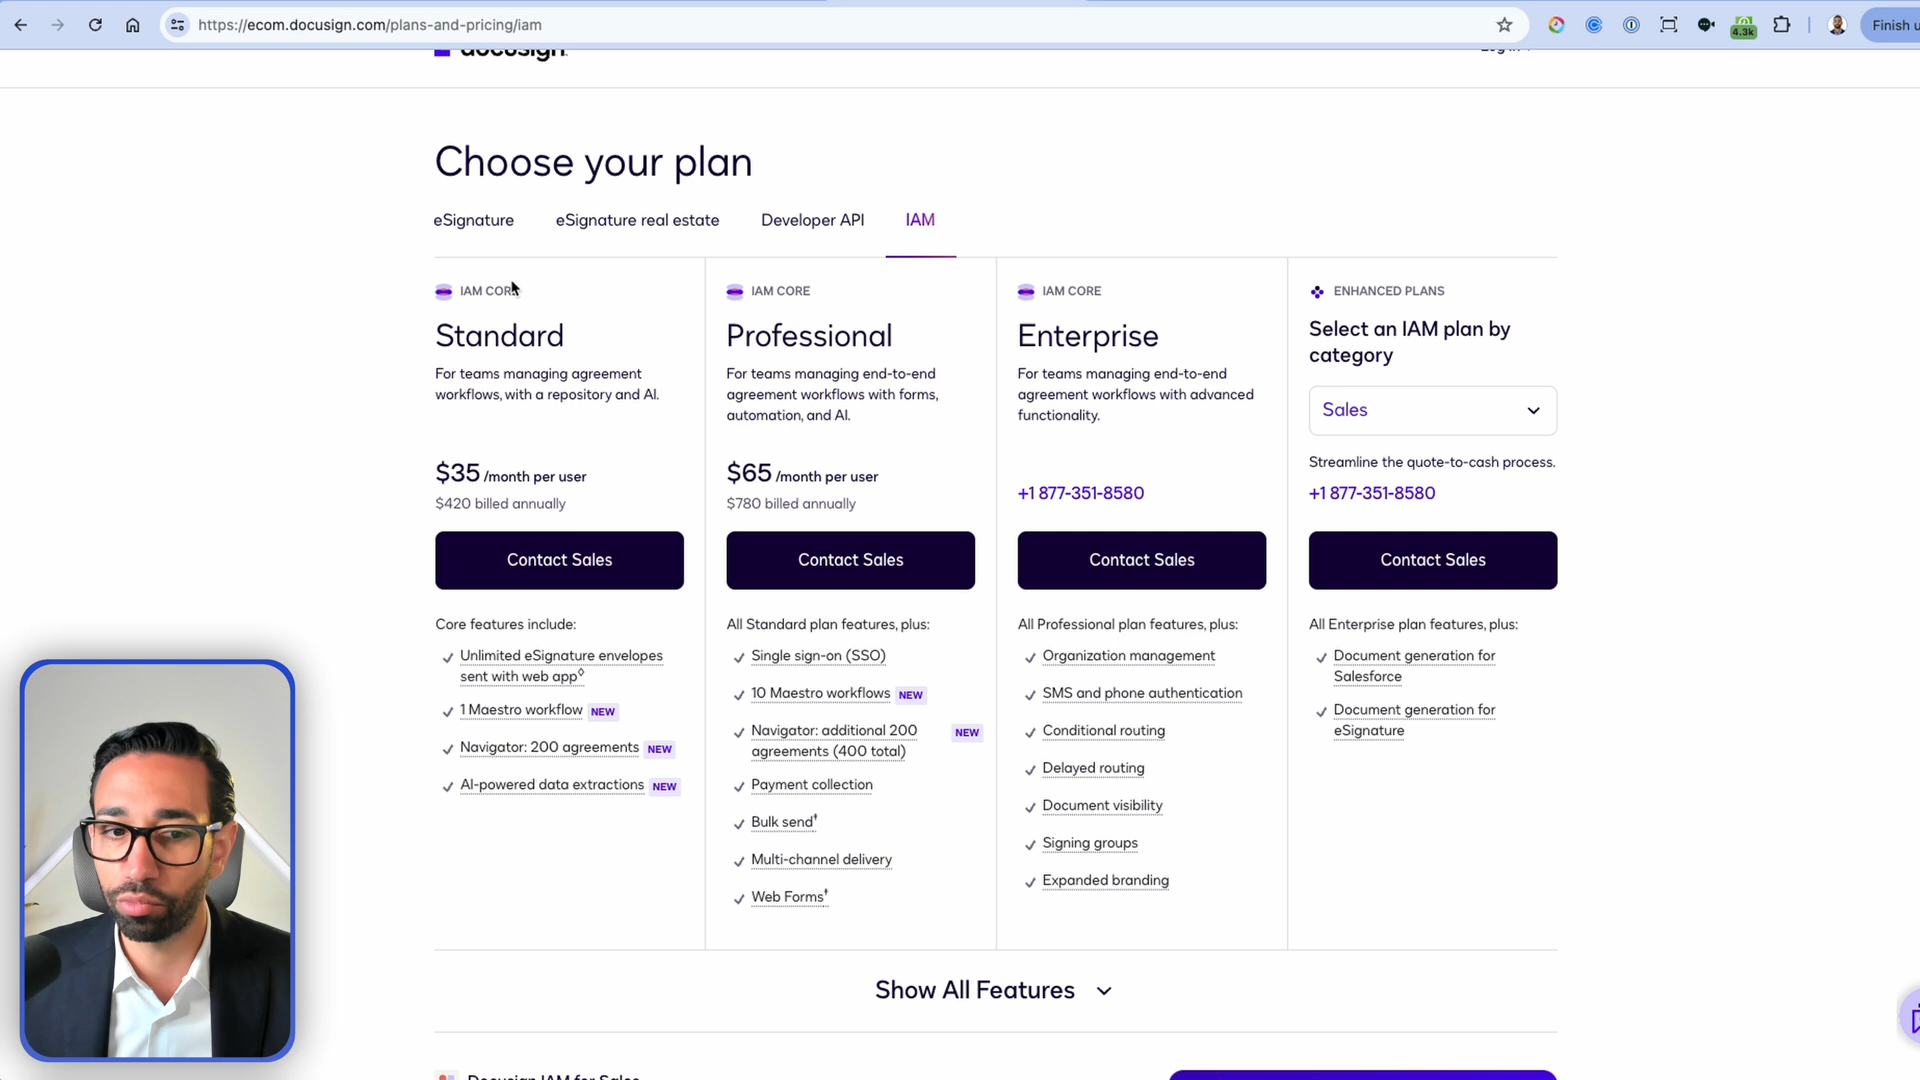 https://ecom.docusign.com/plans-and-pricing/iam
4.3k
Finish u
docusign
Choose your plan
eSignature
eSignature real estate
Developer API
IAM
IAM CORE
Standard
For teams managing agreement
workflows, with a repository and AI.
$35 /month per user
$420 billed annually
Contact Sales
Core features include:
Unlimited eSignature envelopes
sent with web app◊
1 Maestro workflow NEW
Navigator: 200 agreements NEW
AI-powered data extractions NEW
IAM CORE
Professional
For teams managing end-to-end
agreement workflows with forms,
automation, and AI.
$65 /month per user
$780 billed annually
Contact Sales
All Standard plan features, plus:
Single sign-on (SSO)
10 Maestro workflows NEW
Navigator: additional 200 NEW
agreements (400 total)
Payment collection
Bulk send†
Multi-channel delivery
Web Forms†
IAM CORE
Enterprise
For teams managing end-to-end
agreement workflows with advanced
functionality.
+1 877-351-8580
Contact Sales
All Professional plan features, plus:
Organization management
SMS and phone authentication
Conditional routing
Delayed routing
Document visibility
Signing groups
Expanded branding
ENHANCED PLANS
Select an IAM plan by
category
Sales
Streamline the quote-to-cash process.
+1 877-351-8580
Contact Sales
All Enterprise plan features, plus:
Document generation for
Salesforce
Document generation for
eSignature
Show All Features
Docusign IAM for Sales